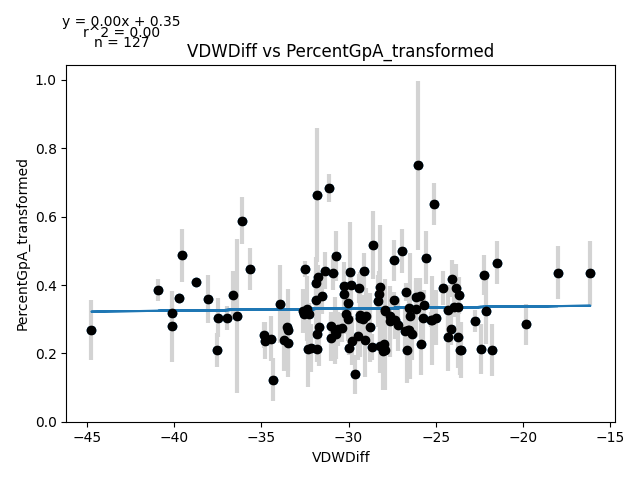 y = 0.00x + 0.35
r^2 = 0.00
n = 127
VDWDiff vs PercentGpA_transformed
PercentGpA_transformed
1.0
0.8
0.6
0.4
0.2
0.0
−45
−40
−35
−30
−25
−20
−15
VDWDiff